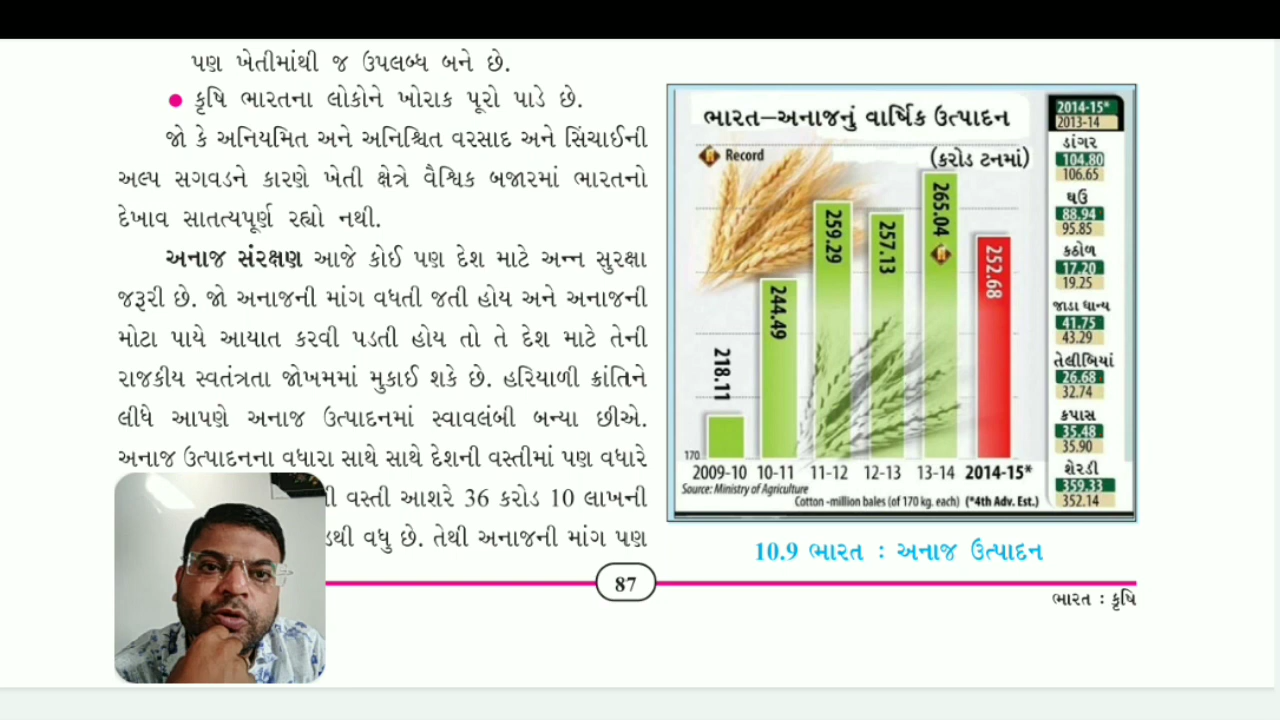 પણ ખેતીમાંથી જ ઉપલબ્ધ બને છે.
● કૃષિ ભારતના લોકોને ખોરાક પૂરો પાડે છે.
જો કે અનિયમિત અને અનિશ્ચિત વરસાદ અને સિંચાઈની
અલ્પ સગવડને કારણે ખેતી ક્ષેત્રે વૈશ્વિક બજારમાં ભારતનો
દેખાવ સાતત્યપૂર્ણ રહ્યો નથી.
અનાજ સંરક્ષણ આજે કોઈ પણ દેશ માટે અન્ન સુરક્ષા
જરૂરી છે. જો અનાજની માંગ વધતી જતી હોય અને અનાજની
મોટા પાયે આયાત કરવી પડતી હોય તો તે દેશ માટે તેની
રાજકીય સ્વતંત્રતા જોખમમાં મુકાઈ શકે છે. હરિયાળી ક્રાંતિને
લીધે આપણે અનાજ ઉત્પાદનમાં સ્વાવલંબી બન્યા છીએ.
અનાજ ઉત્પાદનના વધારા સાથે સાથે દેશની વસ્તીમાં પણ વધારે
વસ્તી આશરે 36 કરોડ 10 લાખની
વધુ છે. તેથી અનાજની માંગ પણ
ભારત–અનાજનું વાર્ષિક ઉત્પાદન
Record
(કરોડ ટનમાં)
218.11
244.49
259.29
257.13
265.04
252.68
170
2009-10 10-11 11-12 12-13 13-14 2014-15*
Source: Ministry of Agriculture
Cotton -million bales (of 170 kg. each) (*4th Adv. Est.)
2014-15*
2013-14
ડાંગર
104.80
106.65
ઘઉં
88.94
95.85
કઠોળ
17.20
19.25
જાડા ધાન્ય
41.75
43.29
તેલીબિયાં
26.68
32.74
કપાસ
35.48
35.90
શેરડી
359.33
352.14
10.9 ભારત : અનાજ ઉત્પાદન
87
ભારત : કૃષિ